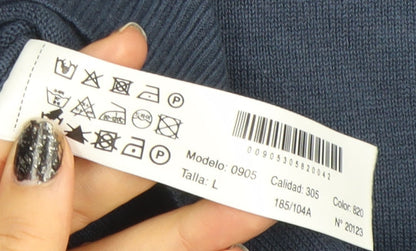 00905305820042
Modelo: 0905 Calidad: 305 Color: 820
Talla: L 185/104A Nº 20123